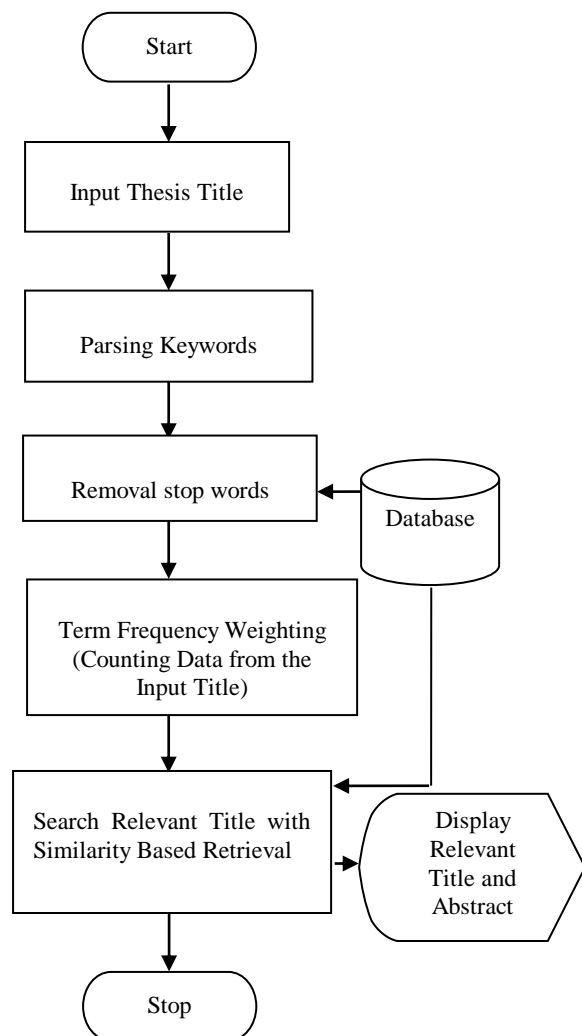 Start
Input Thesis Title
Parsing Keywords
Removal stop words
Database
Term Frequency Weighting
(Counting Data from the
Input Title)
Search Relevant Title with
Similarity Based Retrieval
Display
Relevant
Title and
Abstract
Stop